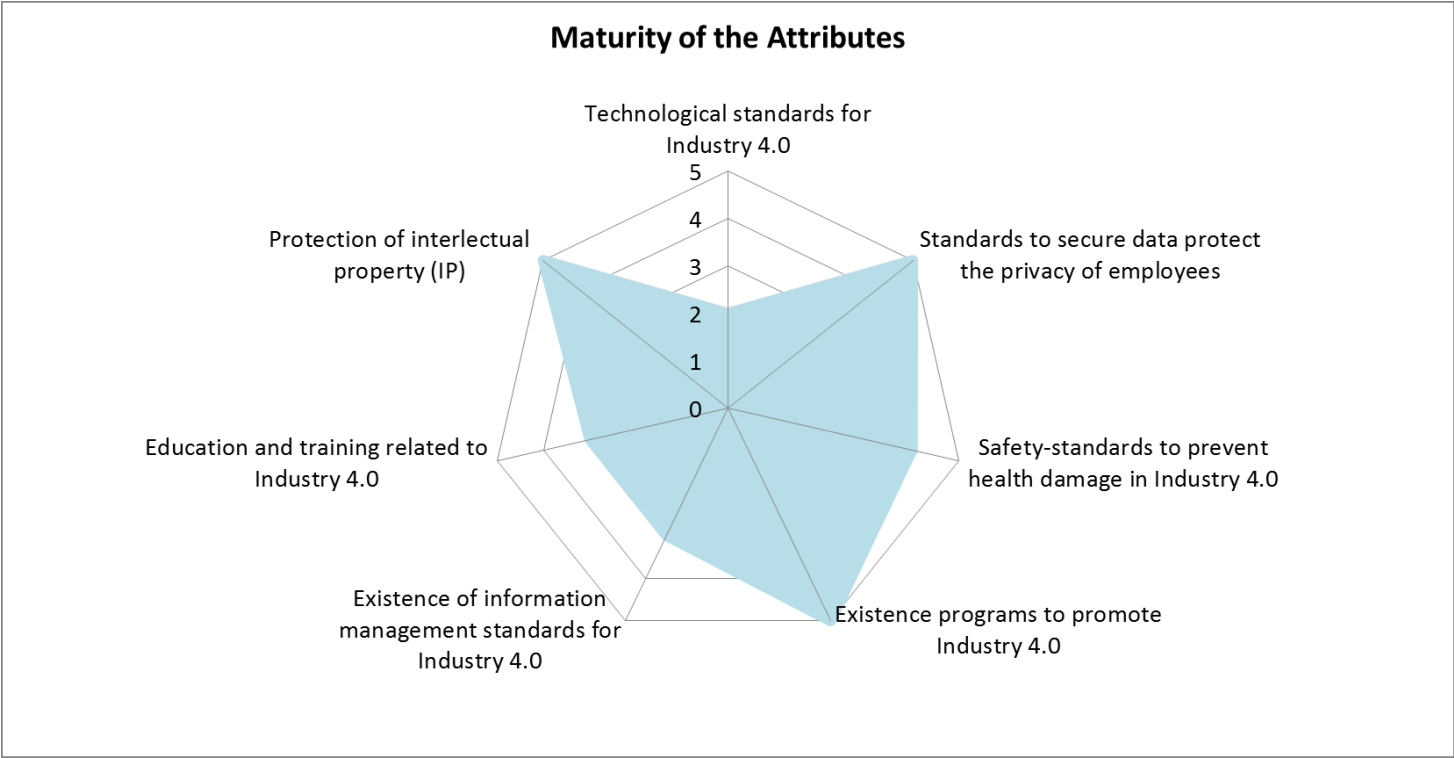 Maturity of the Attributes
Technological standards for
Industry 4.0
5
4
3
2
1
0
Standards to secure data protect
the privacy of employees
Safety-standards to prevent
health damage in Industry 4.0
Existence programs to promote
Industry 4.0
Existence of information
management standards for
Industry 4.0
Education and training related to
Industry 4.0
Protection of interlectual
property (IP)